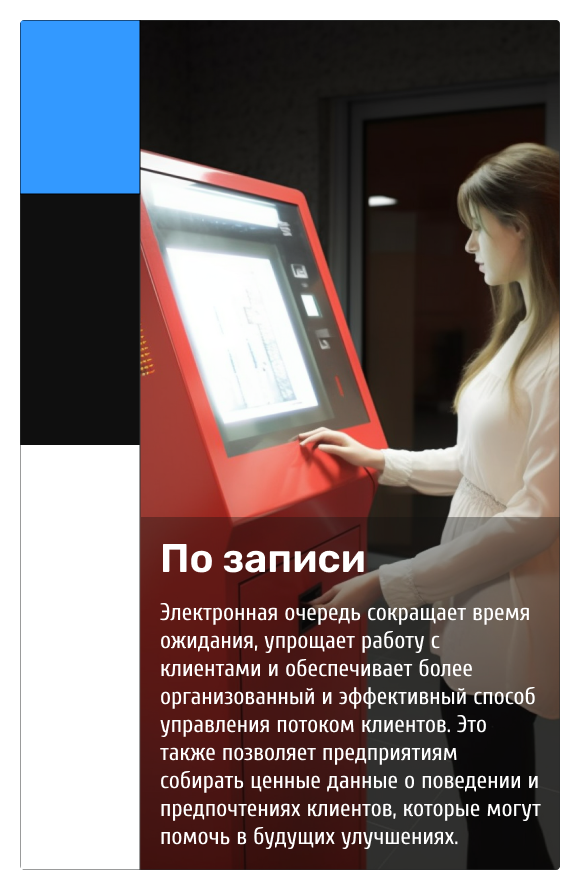 По записи
Электронная очередь сокращает время
ожидания, упрощает работу с
клиентами и обеспечивает более
организованный и эффективный способ
управления потоком клиентов. Это
также позволяет предприятиям
собирать ценные данные о поведении и
предпочтениях клиентов, которые могут
помочь в будущих улучшениях.